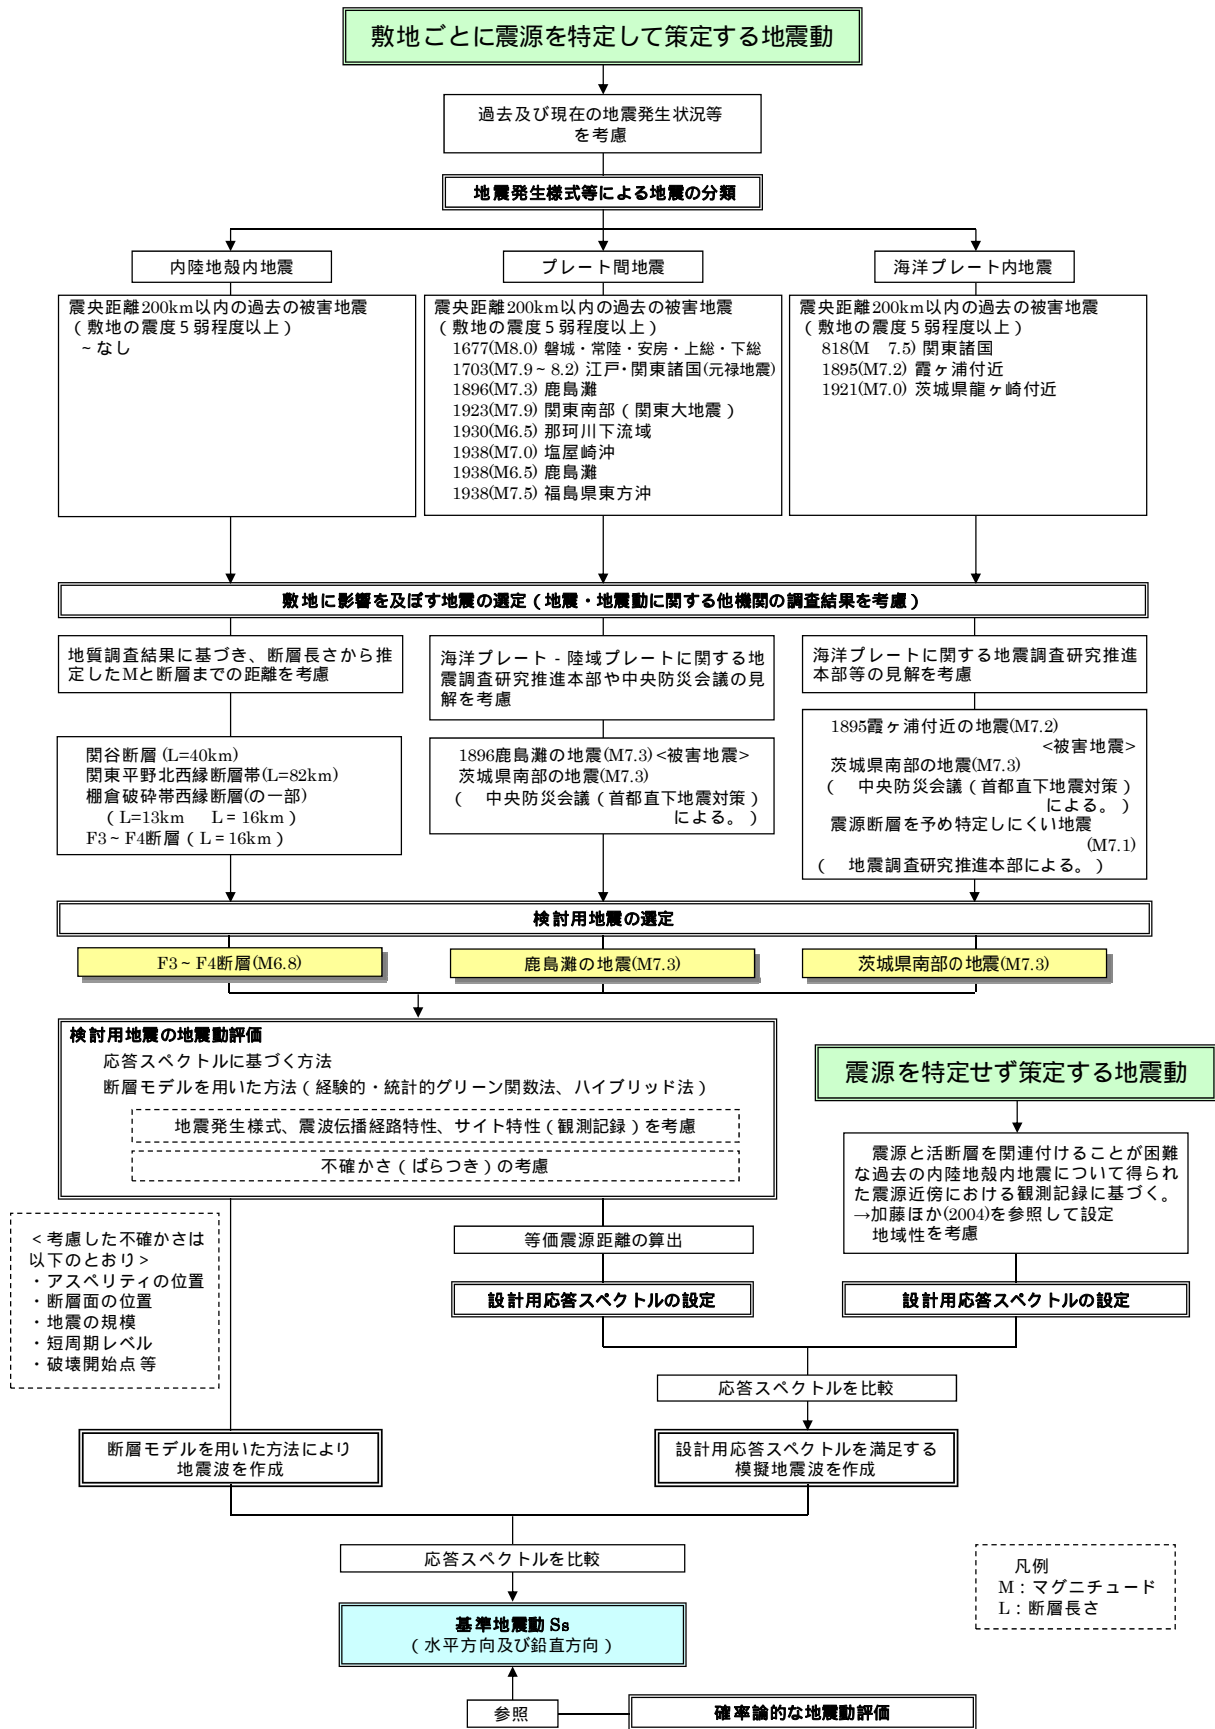 敷地ごとに震源を特定して策定する地震動
過去及び現在の地震発生状況等
を考慮
地震発生様式等による地震の分類
内陸地殻内地震
震央距離200km以内の過去の被害地震
(敷地の震度5弱程度以上)
~なし
プレート間地震
震央距離200km以内の過去の被害地震
(敷地の震度5弱程度以上)
1677(M8.0) 磐城・常陸・安房・上総・下総
1703(M7.9~8.2) 江戸・関東諸国(元禄地震)
1896(M7.3) 鹿島灘
1923(M7.9) 関東南部(関東大地震)
1930(M6.5) 那珂川下流域
1938(M7.0) 塩屋崎沖
1938(M6.5) 鹿島灘
1938(M7.5) 福島県東方沖
海洋プレート内地震
震央距離200km以内の過去の被害地震
(敷地の震度5弱程度以上)
818(M 7.5) 関東諸国
1895(M7.2) 霞ヶ浦付近
1921(M7.0) 茨城県龍ヶ崎付近
敷地に影響を及ぼす地震の選定(地震・地震動に関する他機関の調査結果を考慮)
地質調査結果に基づき、断層長さから推
定したMと断層までの距離を考慮
関谷断層 (L=40km)
関東平野北西縁断層帯(L=82km)
棚倉破砕帯西縁断層(の一部)
(L=13km L=16km)
F3~F4断層(L=16km)
海洋プレート-陸域プレートに関する地
震調査研究推進本部や中央防災会議の見
解を考慮
1896鹿島灘の地震(M7.3)<被害地震>
茨城県南部の地震(M7.3)
( 中央防災会議(首都直下地震対策)
による。)
海洋プレートに関する地震調査研究推進
本部等の見解を考慮
1895霞ヶ浦付近の地震(M7.2)
<被害地震>
茨城県南部の地震(M7.3)
( 中央防災会議(首都直下地震対策)
による。)
震源断層を予め特定しにくい地震
(M7.1)
( 地震調査研究推進本部による。)
検討用地震の選定
F3~F4断層(M6.8)
鹿島灘の地震(M7.3)
茨城県南部の地震(M7.3)
検討用地震の地震動評価
応答スペクトルに基づく方法
断層モデルを用いた方法(経験的・統計的グリーン関数法、ハイブリッド法)
地震発生様式、震波伝播経路特性、サイト特性(観測記録)を考慮
不確かさ(ばらつき)の考慮
震源を特定せず策定する地震動
震源と活断層を関連付けることが困難
な過去の内陸地殻内地震について得られ
た震源近傍における観測記録に基づく。
→加藤ほか(2004)を参照して設定
地域性を考慮
<考慮した不確かさは
以下のとおり>
・アスペリティの位置
・断層面の位置
・地震の規模
・短周期レベル
・破壊開始点等
等価震源距離の算出
設計用応答スペクトルの設定
設計用応答スペクトルの設定
応答スペクトルを比較
断層モデルを用いた方法により
地震波を作成
設計用応答スペクトルを満足する
模擬地震波を作成
応答スペクトルを比較
基準地震動 Ss
(水平方向及び鉛直方向)
凡例
M:マグニチュード
L:断層長さ
参照
確率論的な地震動評価